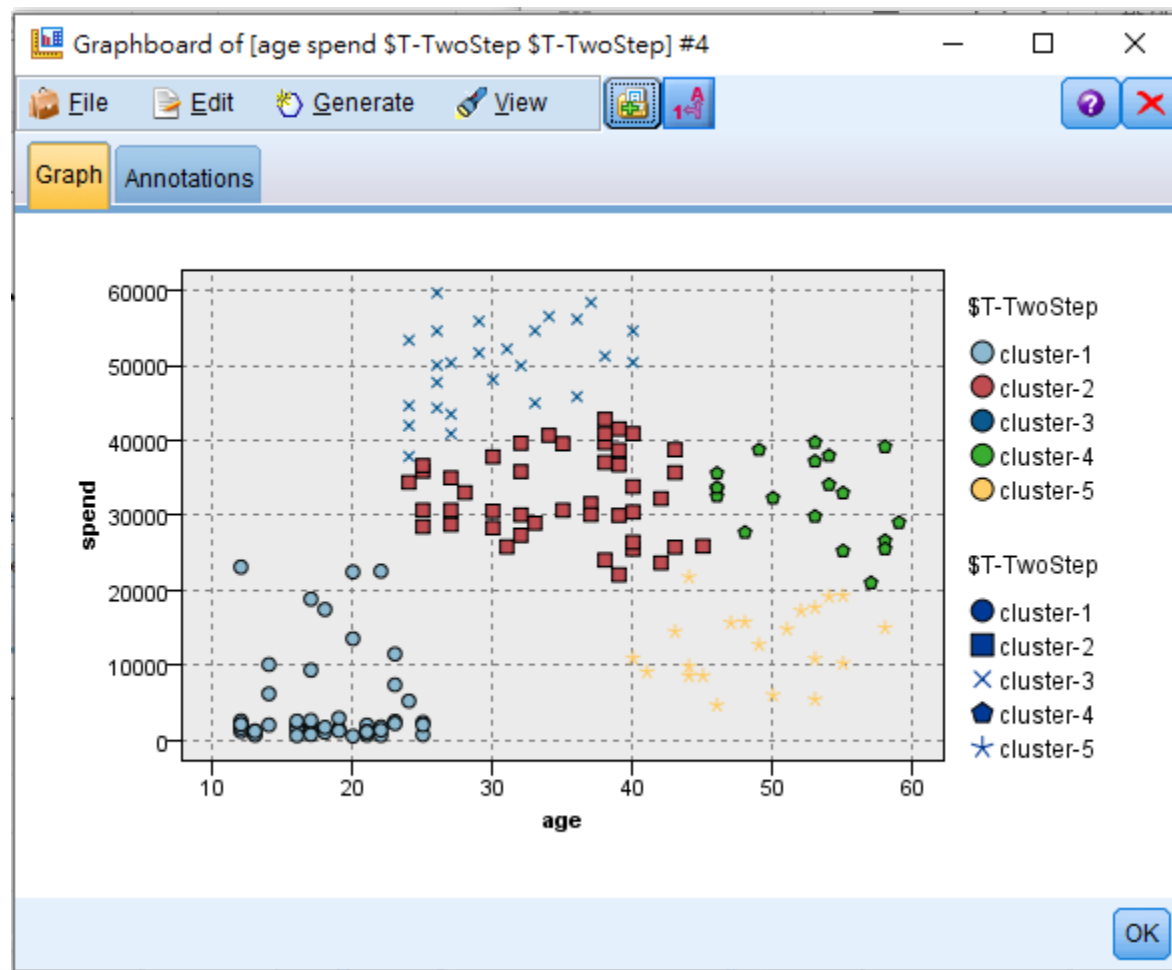 Graphboard of [age spend $T-TwoStep $T-TwoStep] #4
File Edit Generate View
Graph Annotations
60000
50000
40000
30000
20000
10000
0
spend
10 20 30 40 50 60
age
$T-TwoStep
cluster-1
cluster-2
cluster-3
cluster-4
cluster-5
$T-TwoStep
cluster-1
cluster-2
cluster-3
cluster-4
cluster-5
OK